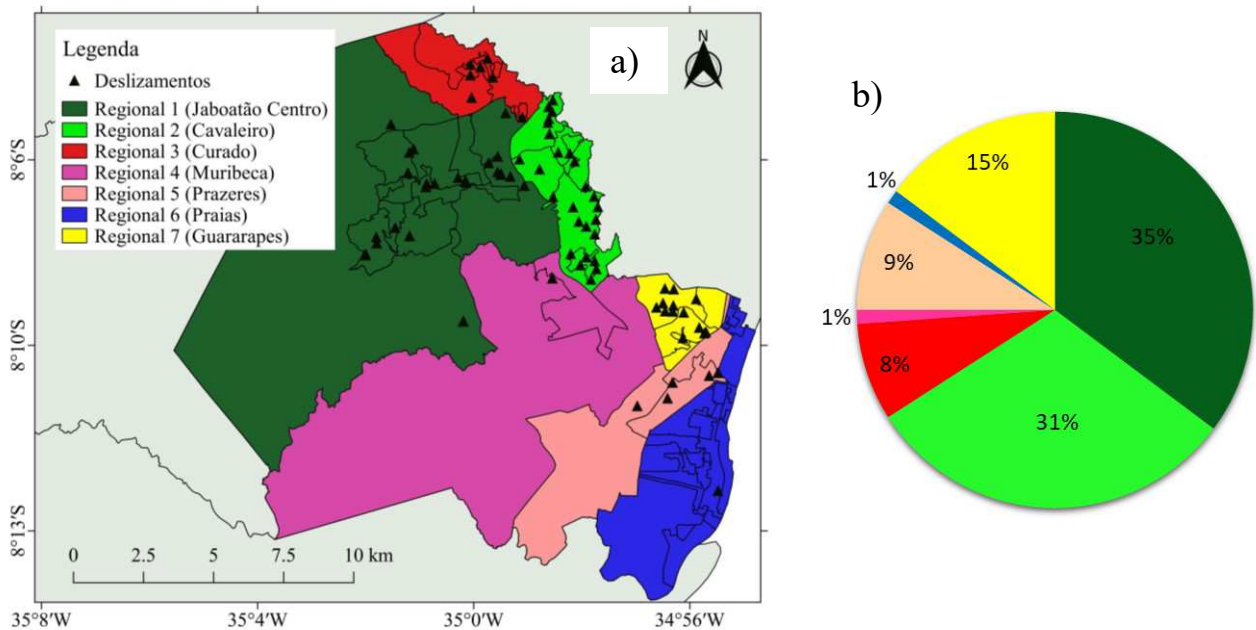 Legenda
Deslizamentos
Regional 1 (Jaboatão Centro)
Regional 2 (Cavaleiro)
Regional 3 (Curado)
Regional 4 (Muribeca)
Regional 5 (Prazeres)
Regional 6 (Praias)
Regional 7 (Guararapes)
a)
N
8°6'S
8°10'S
8°13'S
0 2.5 5 7.5 10 km
35°8'W 35°4'W 35°0'W 34°56'W
b)
15%
1%
35%
9%
1%
8%
31%